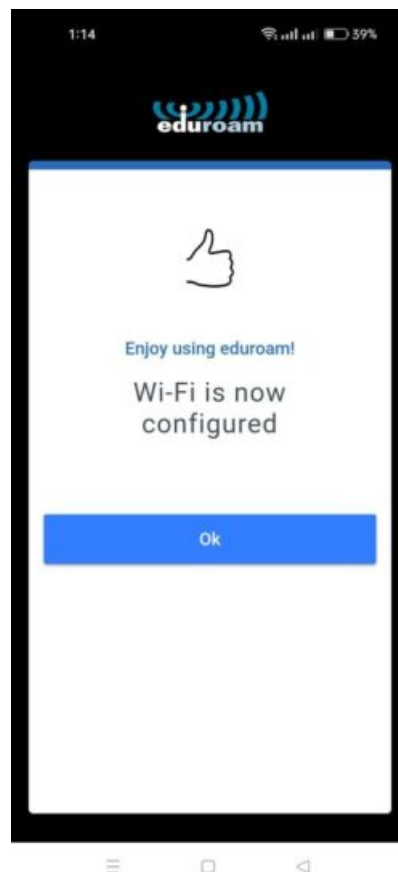 1:14 39%
eduroam
Enjoy using eduroam!
Wi-Fi is now
configured
Ok